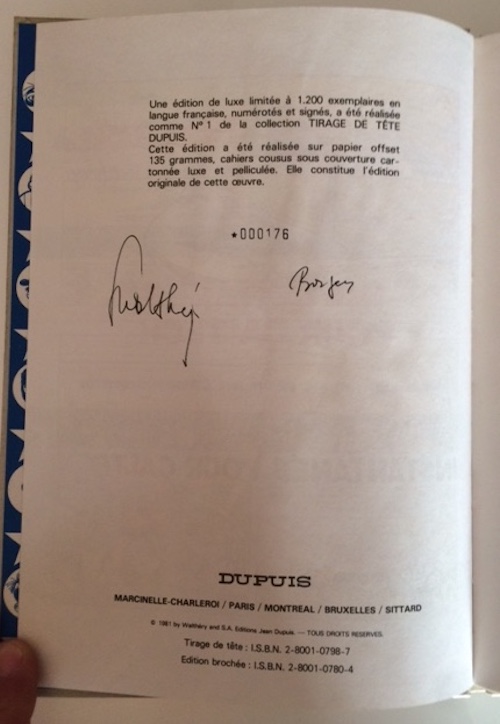 Une édition de luxe limitée à 1.200 exemplaires en
langue française, numérotés et signés, a été réalisée
comme N° 1 de la collection TIRAGE DE TÊTE
DUPUIS.
Cette édition a été réalisée sur papier offset
135 grammes, cahiers cousus sous couverture car-
tonnée luxe et pelliculée. Elle constitue l'édition
originale de cette œuvre.
*000176
Walthéry Borgers
DUPUIS
MARCINELLE-CHARLEROI / PARIS / MONTREAL / BRUXELLES / SITTARD
© 1981 by Walthéry and S.A. Editions Jean Dupuis. — TOUS DROITS RESERVES.
Tirage de tête : I.S.B.N. 2-8001-0798-7
Edition brochée : I.S.B.N. 2-8001-0780-4